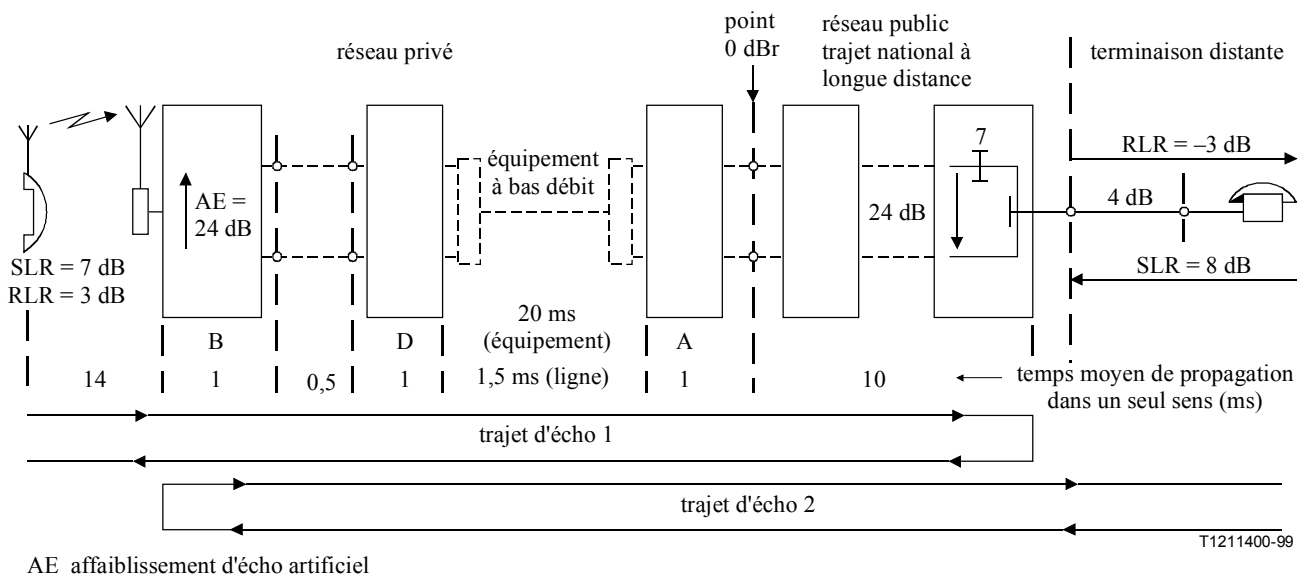 réseau privé
point
0 dBr
réseau public
trajet national à
longue distance
terminaison distante
AE =
24 dB
équipement
à bas débit
7
24 dB
RLR = –3 dB
4 dB
SLR = 8 dB
SLR = 7 dB
RLR = 3 dB
B
D
20 ms
(équipement)
A
14
1
0,5
1
1,5 ms (ligne)
1
10
temps moyen de propagation
dans un seul sens (ms)
trajet d'écho 1
trajet d'écho 2
T1211400-99
AE affaiblissement d'écho artificiel